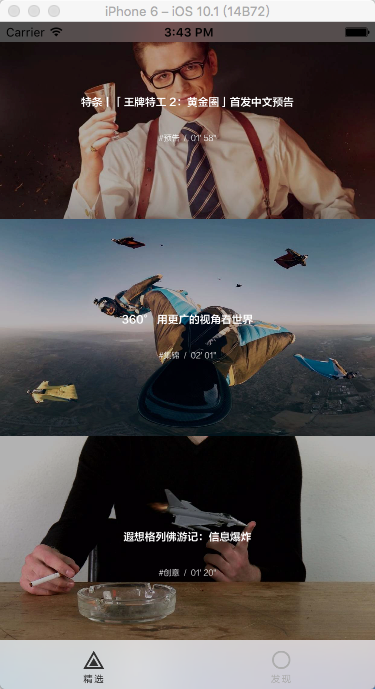 iPhone 6 – iOS 10.1 (14B72)
Carrier 3:43 PM
特条丨「王牌特工 2：黄金圈」首发中文预告
#预告 / 01' 58"
360° 用更广的视角看世界
#集锦 / 02' 01"
遐想格列佛游记：信息爆炸
#创意 / 01' 20"
精选 发现